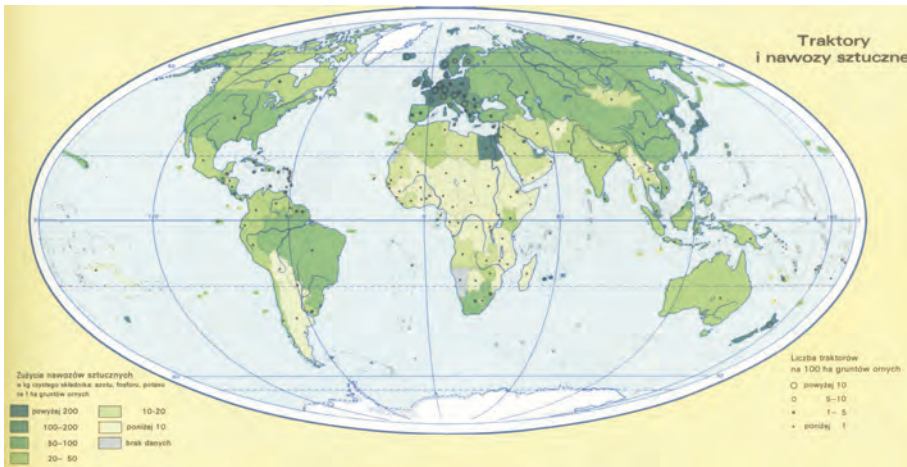 Traktory
i nawozy sztuczne
Zużycie nawozów sztucznych
w kg czystego składnika: azotu, fosforu, potasu
na 1 ha gruntów ornych
powyżej 200
100-200
50-100
20- 50
10-20
poniżej 10
brak danych
Liczba traktorów
na 100 ha gruntów ornych
powyżej 10
5-10
1- 5
poniżej 1